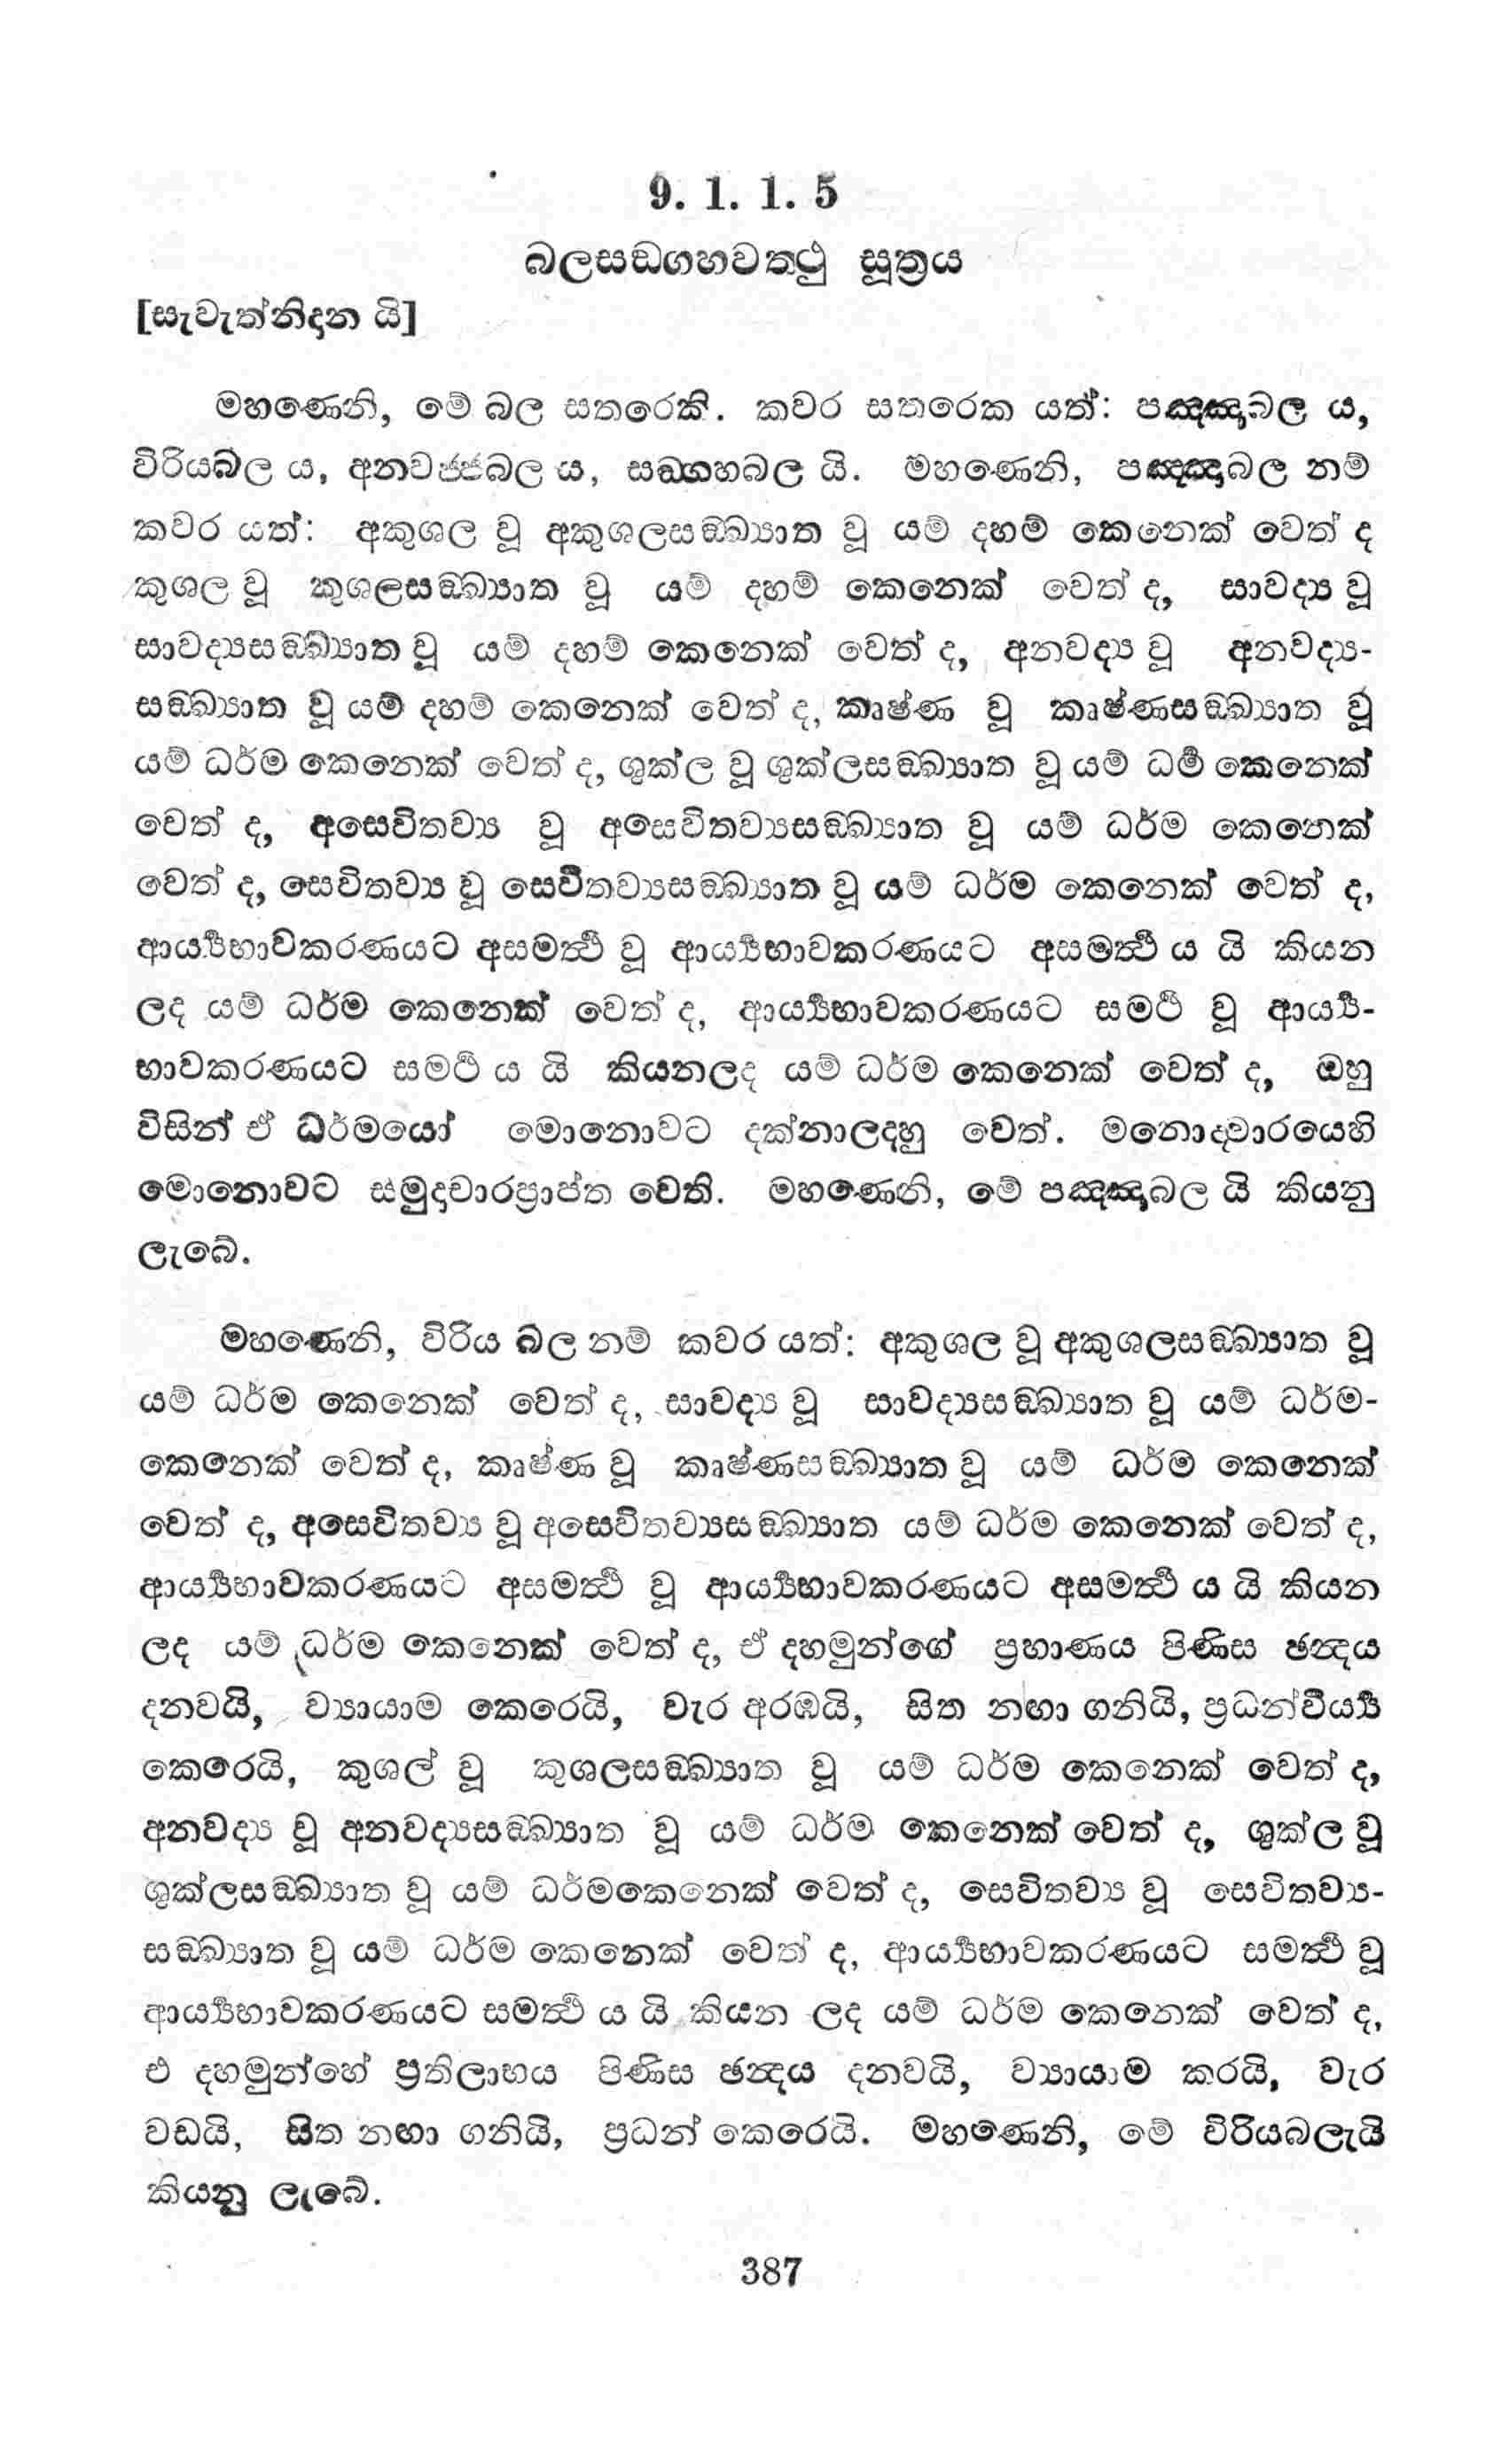 9. 1. 1. 5
බලසඞගහවත්‍ථු සූත්‍රය
[සැවැත්නිදාන යි]
මහණෙනි, මේ බල සතරෙකි. කවර සතරෙක යත්: පඤ්ඤාබල ය,
විරියබල ය, අනවජ්ජබල ය, සඞ්ගහබල යි. මහණෙනි, පඤ්ඤාබල නම්
කවර යත්: අකුශල වූ අකුශලසඞ්ඛ්‍යාත වූ යම් දහම් කෙනෙක් වෙත් ද
කුශල වූ කුශළසඞ්ඛ්‍යාත වූ යම් දහම් කෙනෙක් වෙත් ද, සාවද්‍ය වූ
සාවද්‍යසඞ්ඛ්‍යාත වූ යම් දහම් කෙනෙක් වෙත් ද, අනවද්‍ය වූ අනවද්‍ය-
සඞ්ඛ්‍යාත වූ යම් දහම් කෙනෙක් වෙත් ද, කෘෂ්ණ වූ කෘෂ්ණසඞ්ඛ්‍යාත වූ
යම් ධර්ම කෙනෙක් වෙත් ද, ශුක්ල වූ ශුක්ලසඞ්ඛ්‍යාත වූ යම් ධර්‍ම කෙනෙක්
වෙත් ද, අසෙවිතව්‍ය වූ අසෙවිතව්‍යසඞ්ඛ්‍යාත වූ යම් ධර්ම කෙනෙක්
වෙත් ද, සෙවිතව්‍ය වූ සෙවිතව්‍යසඞ්ඛ්‍යාත වූ යම් ධර්ම කෙනෙක් වෙත් ද,
ආර්‍ය්‍යභාවකරණයට අසමර්‍ත්‍ථ වූ ආර්‍ය්‍යභාවකරණයට අසමර්‍ත්‍ථ ය යි කියන
ලද යම් ධර්ම කෙනෙක් වෙත් ද, ආර්‍ය්‍යභාවකරණයට සමර්‍ථ වූ ආර්‍ය්‍ය-
භාවකරණයට සමර්‍ථ ය යි කියනලද යම් ධර්ම කෙනෙක් වෙත් ද, ඔහු
විසින් ඒ ධර්මයෝ මොනොවට දක්නාලදහු වෙත්. මනොද්‍වාරයෙහි
මොනොවට සමුදාචාරප්‍රාප්ත වෙති. මහණෙනි, මේ පඤ්ඤාබල යි කියනු
ලැබේ.
මහණෙනි, විරිය බල නම් කවර යත්: අකුශල වූ අකුශලසඞ්ඛ්‍යාත වූ
යම් ධර්ම කෙනෙක් වෙත් ද, සාවද්‍ය වූ සාවද්‍යසඞ්ඛ්‍යාත වූ යම් ධර්ම-
කෙනෙක් වෙත් ද, කෘෂ්ණ වූ කෘෂ්ණසඞ්ඛ්‍යාත වූ යම් ධර්ම කෙනෙක්
වෙත් ද, අසෙවිතව්‍ය වූ අසෙවිතව්‍යසඞ්ඛ්‍යාත යම් ධර්ම කෙනෙක් වෙත් ද,
ආර්‍ය්‍යභාවකරණයට අසමර්‍ත්‍ථ වූ ආර්‍ය්‍යභාවකරණයට අසමර්‍ත්‍ථ ය යි කියන
ලද යම් ධර්ම කෙනෙක් වෙත් ද, ඒ දහමුන්ගේ ප්‍රහාණය පිණිස ඡන්‍දය
දනවයි, ව්‍යායාම කෙරෙයි, වැර අරඹයි, සිත නඟා ගනියි, ප්‍රධන්වීර්‍ය්‍ය
කෙරෙයි, කුශල් වූ කුශලසඞ්ඛ්‍යාත වූ යම් ධර්ම කෙනෙක් වෙත් ද,
අනවද්‍ය වූ අනවද්‍යසඞ්ඛ්‍යාත වූ යම් ධර්ම කෙනෙක් වෙත් ද, ශුක්ල වූ
ශුක්ලසඞ්ඛ්‍යාත වූ යම් ධර්මකෙනෙක් වෙත් ද, සෙවිතව්‍ය වූ සෙවිතව්‍ය-
සඞ්ඛ්‍යාත වූ යම් ධර්ම කෙනෙක් වෙත් ද, ආර්‍ය්‍යභාවකරණයට සමර්‍ත්‍ථ වූ
ආර්‍ය්‍යභාවකරණයට සමර්‍ත්‍ථ ය යි කියන ලද යම් ධර්ම කෙනෙක් වෙත් ද,
එ දහමුන්හේ ප්‍රතිලාභය පිණිස ඡන්‍දය දනවයි, ව්‍යායාම කරයි, වැර
වඩයි, සිත නඟා ගනියි, ප්‍රධන් කෙරෙයි. මහණෙනි, මේ විරියබලැයි
කියනු ලැබේ.
387